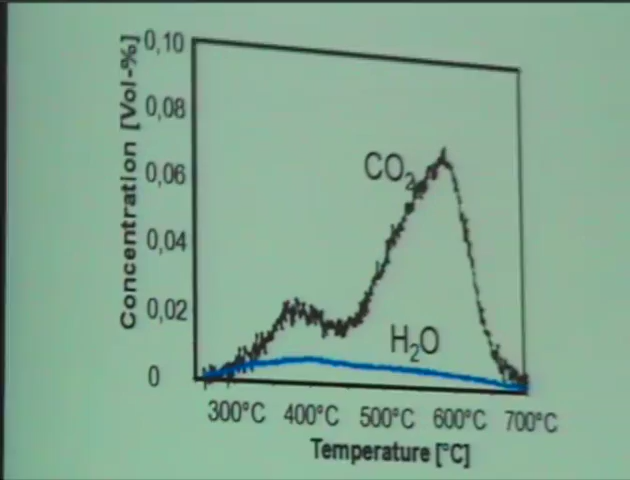 Concentration [Vol-%]
0,10
0,08
0,06
0,04
0,02
0
CO₂
H₂O
300°C 400°C 500°C 600°C 700°C
Temperature [°C]